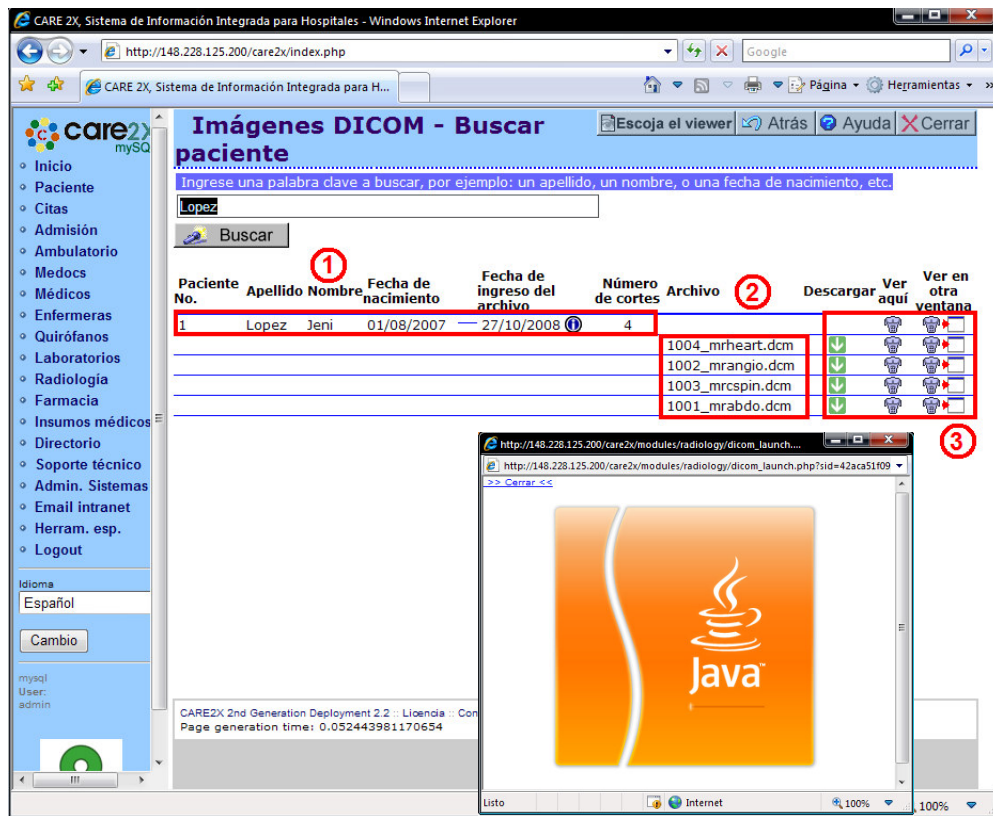 CARE 2X, Sistema de Información Integrada para Hospitales - Windows Internet Explorer
http://148.228.125.200/care2x/index.php
Google
CARE 2X, Sistema de Información Integrada para H...
Página
Herramientas
care2x
mySQ
Inicio
Paciente
Citas
Admisión
Ambulatorio
Medocs
Médicos
Enfermeras
Quirófanos
Laboratorios
Radiología
Farmacia
Insumos médicos
Directorio
Soporte técnico
Admin. Sistemas
Email intranet
Herram. esp.
Logout
Idioma
Español
Cambio
mysql
User:
admin
Imágenes DICOM - Buscar
paciente
Escoja el viewer Atrás Ayuda Cerrar
Ingrese una palabra clave a buscar, por ejemplo: un apellido, un nombre, o una fecha de nacimiento, etc.
Lopez
Buscar
1
2
3
Paciente No. Apellido Nombre Fecha de nacimiento Fecha de ingreso del archivo Número de cortes Archivo Descargar Ver aquí Ver en otra ventana
1 Lopez Jeni 01/08/2007 27/10/2008 4
1004_mrheart.dcm
1002_mrangio.dcm
1003_mrcspin.dcm
1001_mrabdo.dcm
CARE2X 2nd Generation Deployment 2.2 :: Licencia :: Con
Page generation time: 0.052443981170654
http://148.228.125.200/care2x/modules/radiology/dicom_launch....
http://148.228.125.200/care2x/modules/radiology/dicom_launch.php?sid=42aca51f09
>> Cerrar <<
Java™
Listo
Internet
100%
100%